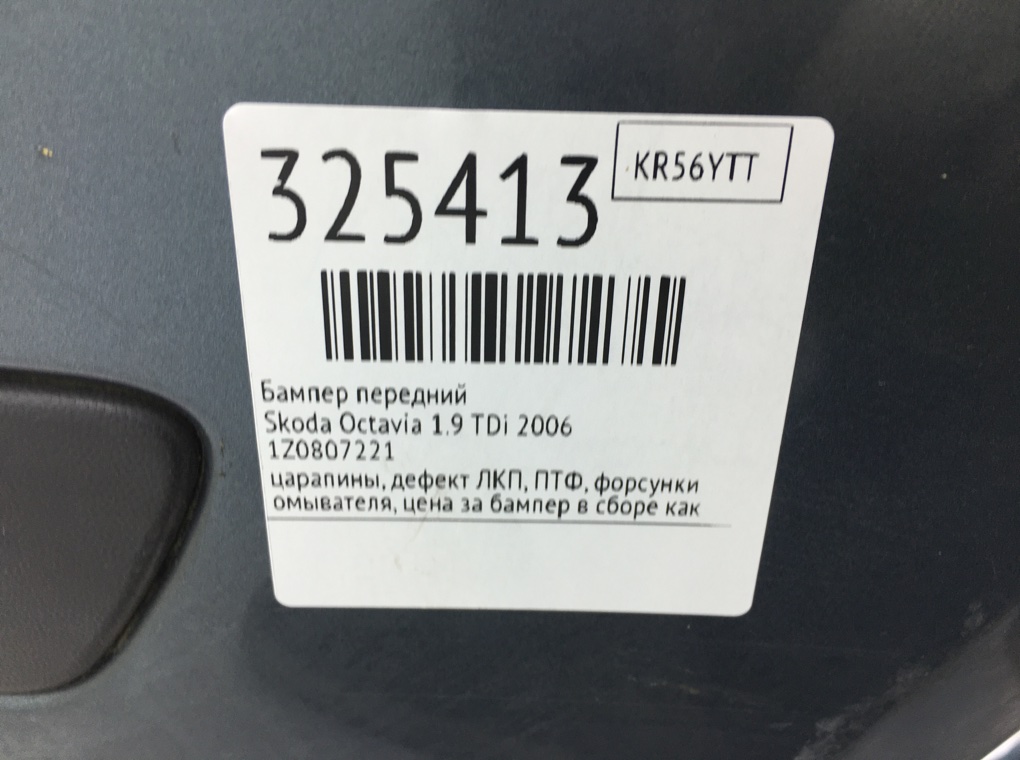 325413
KR56YTT
Бампер передний
Skoda Octavia 1.9 TDi 2006
1Z0807221
царапины, дефект ЛКП, ПТФ, форсунки
омывателя, цена за бампер в сборе как